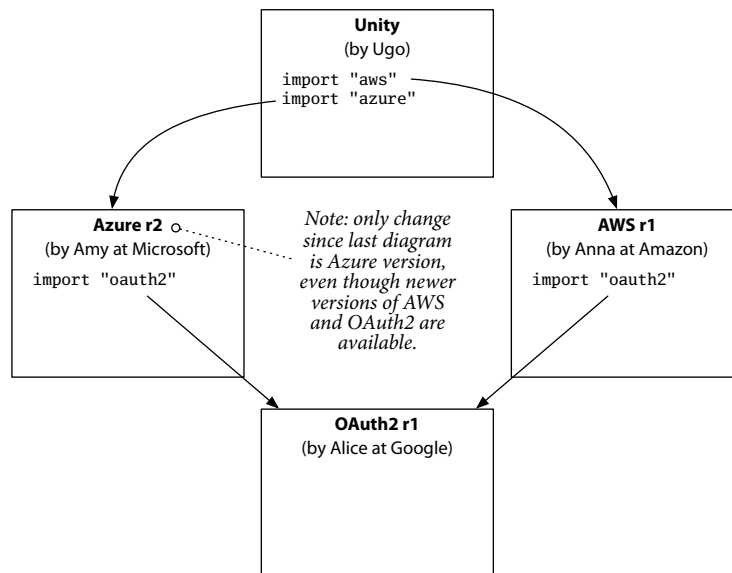 Unity
(by Ugo)
import "aws"
import "azure"
Azure r2
(by Amy at Microsoft)
import "oauth2"
Note: only change
since last diagram
is Azure version,
even though newer
versions of AWS
and OAuth2 are
available.
AWS r1
(by Anna at Amazon)
import "oauth2"
OAuth2 r1
(by Alice at Google)